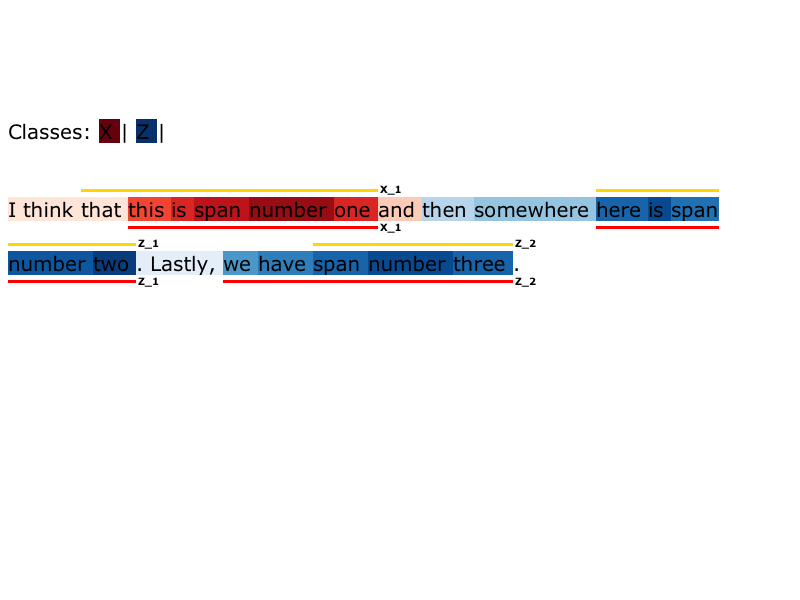 Classes: X | Z |
X_1
I think that this is span number one and then somewhere here is span
X_1
Z_1 Z_2
number two . Lastly, we have span number three .
Z_1 Z_2